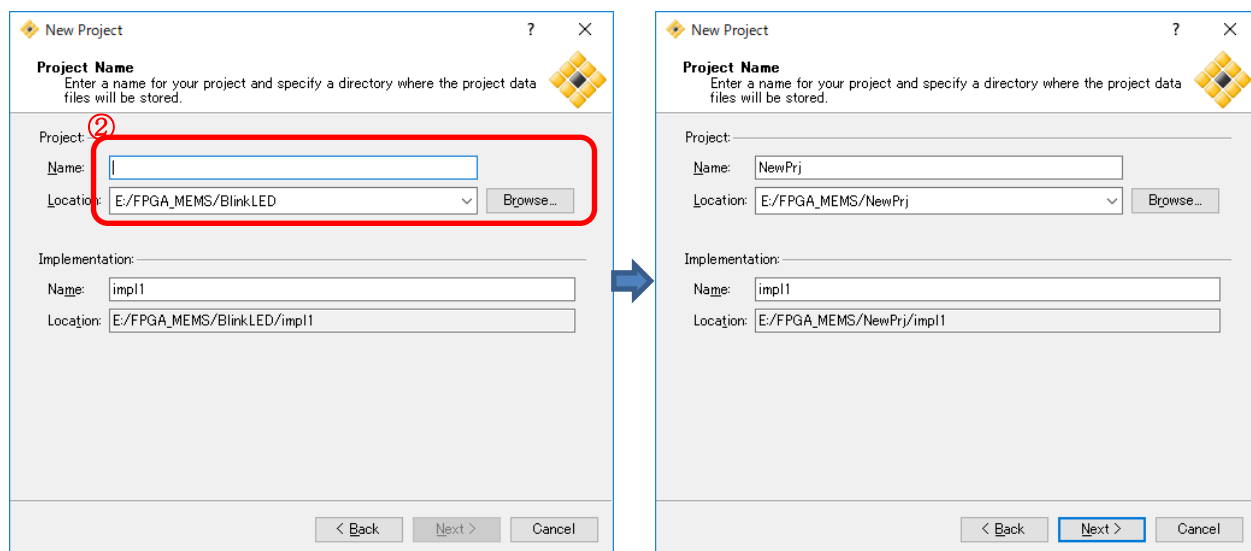 New Project
Project Name
Enter a name for your project and specify a directory where the project data
files will be stored.
②
Project:
Name:
Location: E:/FPGA_MEMS/BlinkLED Browse...
Implementation:
Name: impl1
Location: E:/FPGA_MEMS/BlinkLED/impl1
< Back Next > Cancel
New Project
Project Name
Enter a name for your project and specify a directory where the project data
files will be stored.
Project:
Name: NewPrj
Location: E:/FPGA_MEMS/NewPrj Browse...
Implementation:
Name: impl1
Location: E:/FPGA_MEMS/NewPrj/impl1
< Back Next > Cancel